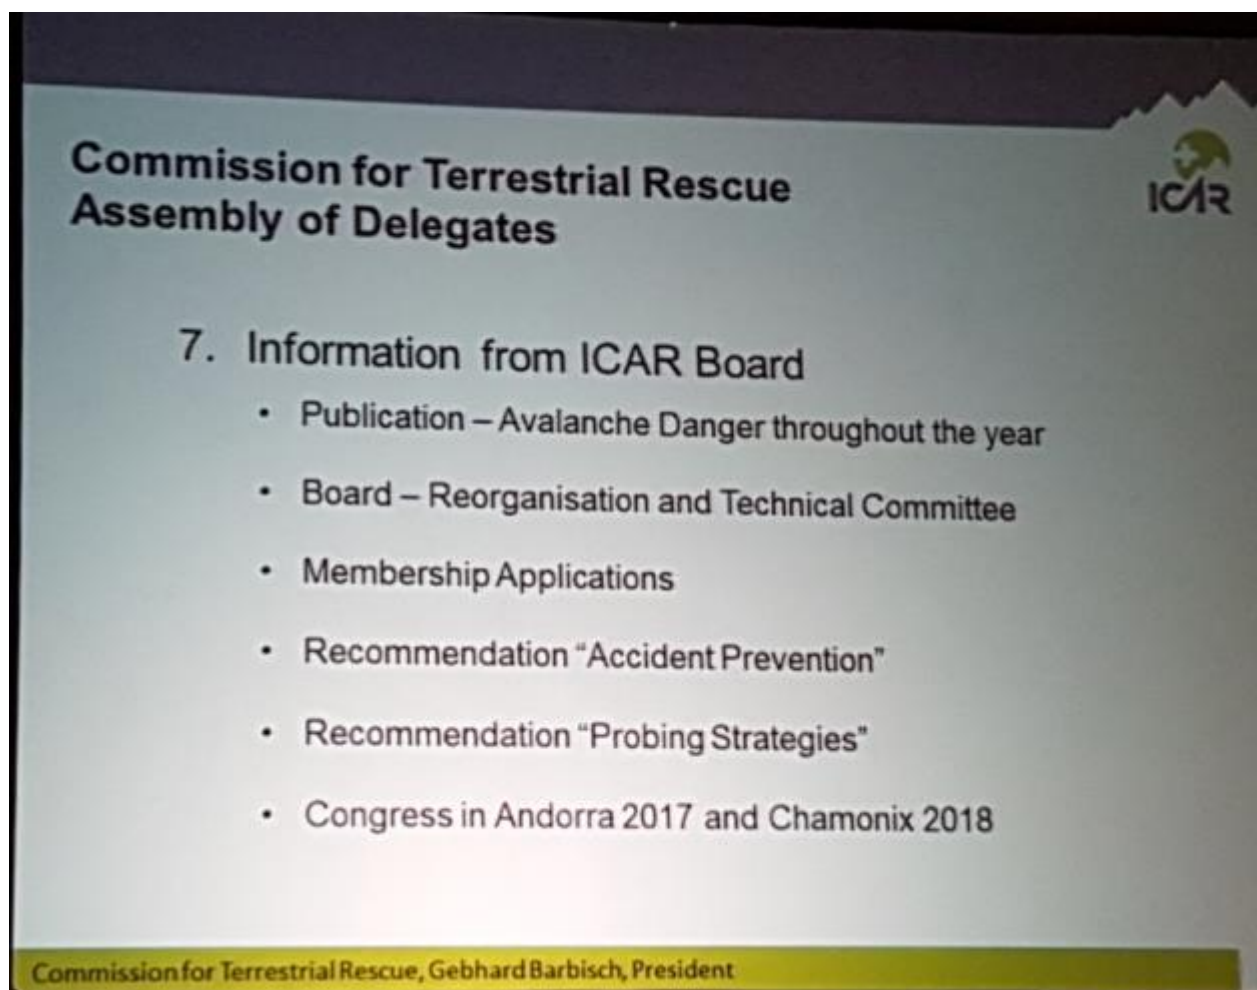 Commission for Terrestrial Rescue
Assembly of Delegates
ICAR
7. Information from ICAR Board
• Publication – Avalanche Danger throughout the year
• Board – Reorganisation and Technical Committee
• Membership Applications
• Recommendation “Accident Prevention”
• Recommendation “Probing Strategies”
• Congress in Andorra 2017 and Chamonix 2018
Commission for Terrestrial Rescue, Gebhard Barbisch, President